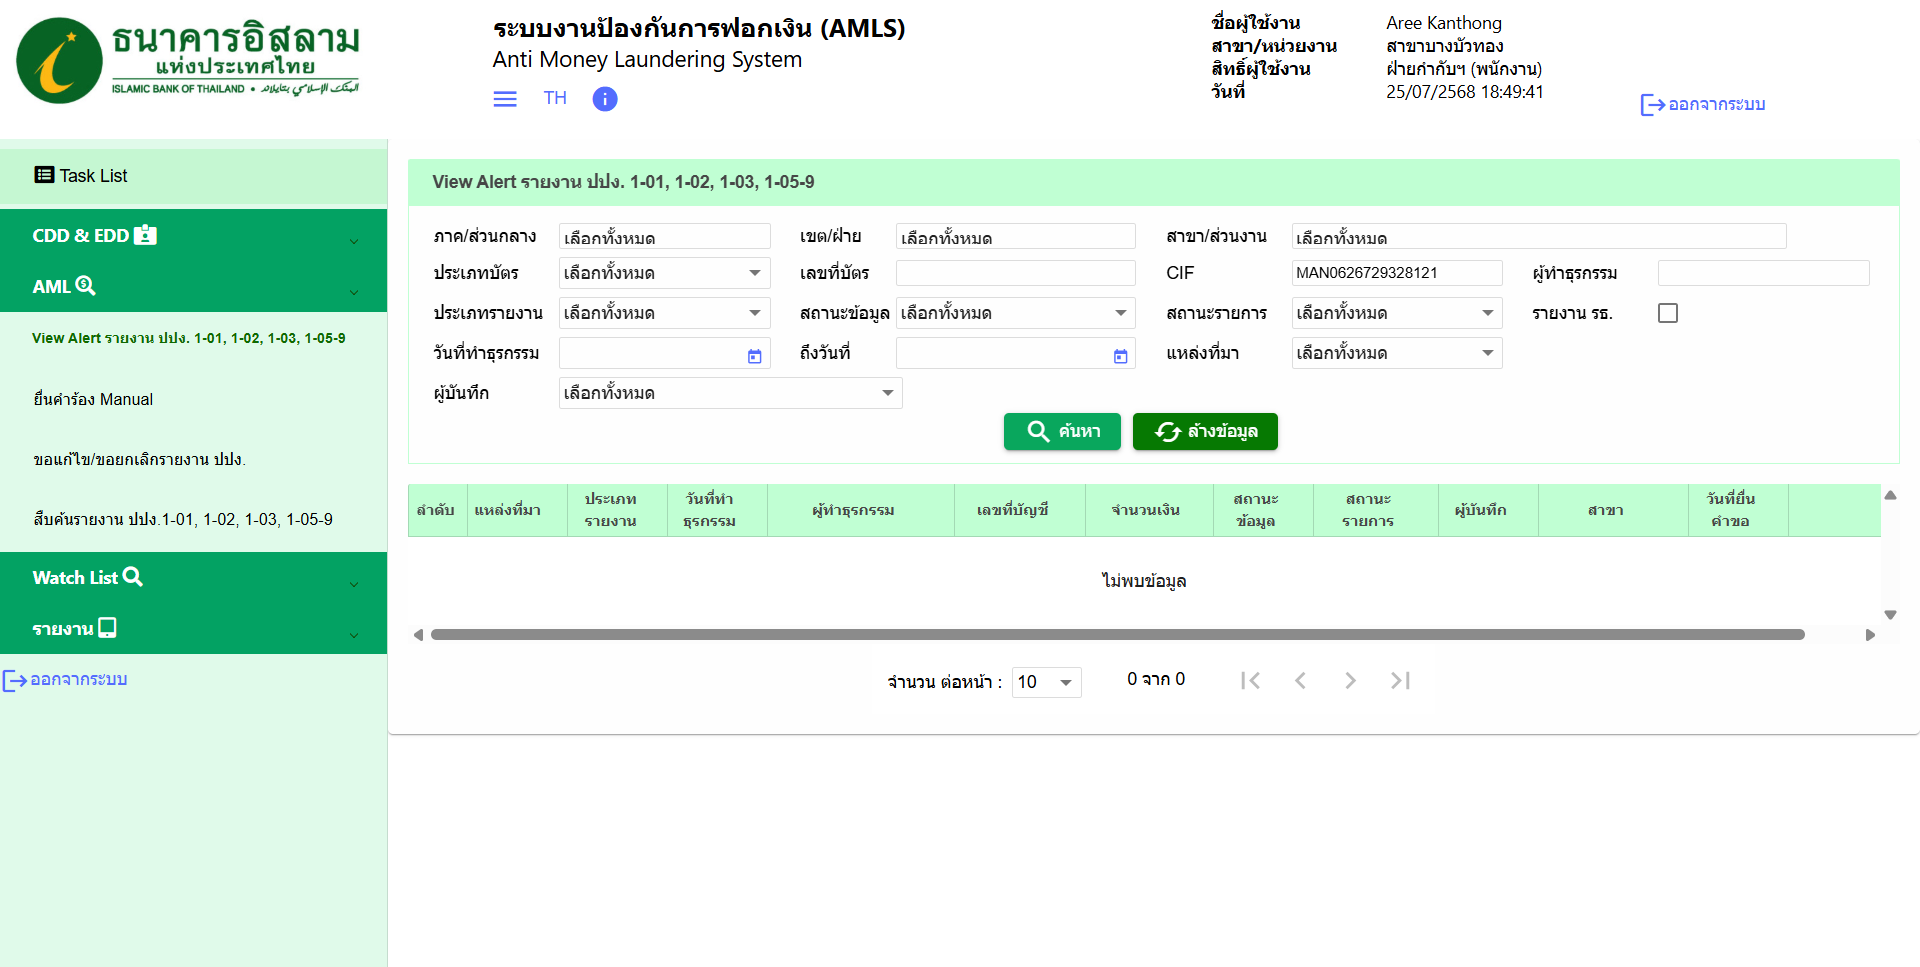 ธนาคารอิสลาม
แห่งประเทศไทย
ISLAMIC BANK OF THAILAND •
ระบบงานป้องกันการฟอกเงิน (AMLS)
Anti Money Laundering System
TH
ชื่อผู้ใช้งาน Aree Kanthong
สาขา/หน่วยงาน สาขาบางบัวทอง
สิทธิ์ผู้ใช้งาน ฝ่ายกำกับฯ (พนักงาน)
วันที่ 25/07/2568 18:49:41
ออกจากระบบ
Task List
CDD & EDD
AML
View Alert รายงาน ปปง. 1-01, 1-02, 1-03, 1-05-9
ยื่นคำร้อง Manual
ขอแก้ไข/ขอยกเลิกรายงาน ปปง.
สืบค้นรายงาน ปปง.1-01, 1-02, 1-03, 1-05-9
Watch List
รายงาน
ออกจากระบบ
View Alert รายงาน ปปง. 1-01, 1-02, 1-03, 1-05-9
ภาค/ส่วนกลาง เลือกทั้งหมด เขต/ฝ่าย เลือกทั้งหมด สาขา/ส่วนงาน เลือกทั้งหมด
ประเภทบัตร เลือกทั้งหมด เลขที่บัตร CIF MAN0626729328121 ผู้ทำธุรกรรม
ประเภทรายงาน เลือกทั้งหมด สถานะข้อมูล เลือกทั้งหมด สถานะรายการ เลือกทั้งหมด รายงาน รธ.
วันที่ทำธุรกรรม ถึงวันที่ แหล่งที่มา เลือกทั้งหมด
ผู้บันทึก เลือกทั้งหมด
ค้นหา ล้างข้อมูล
ลำดับ แหล่งที่มา ประเภทรายงาน วันที่ทำธุรกรรม ผู้ทำธุรกรรม เลขที่บัญชี จำนวนเงิน สถานะข้อมูล สถานะรายการ ผู้บันทึก สาขา วันที่ยื่นคำขอ
ไม่พบข้อมูล
จำนวน ต่อหน้า : 10 0 จาก 0